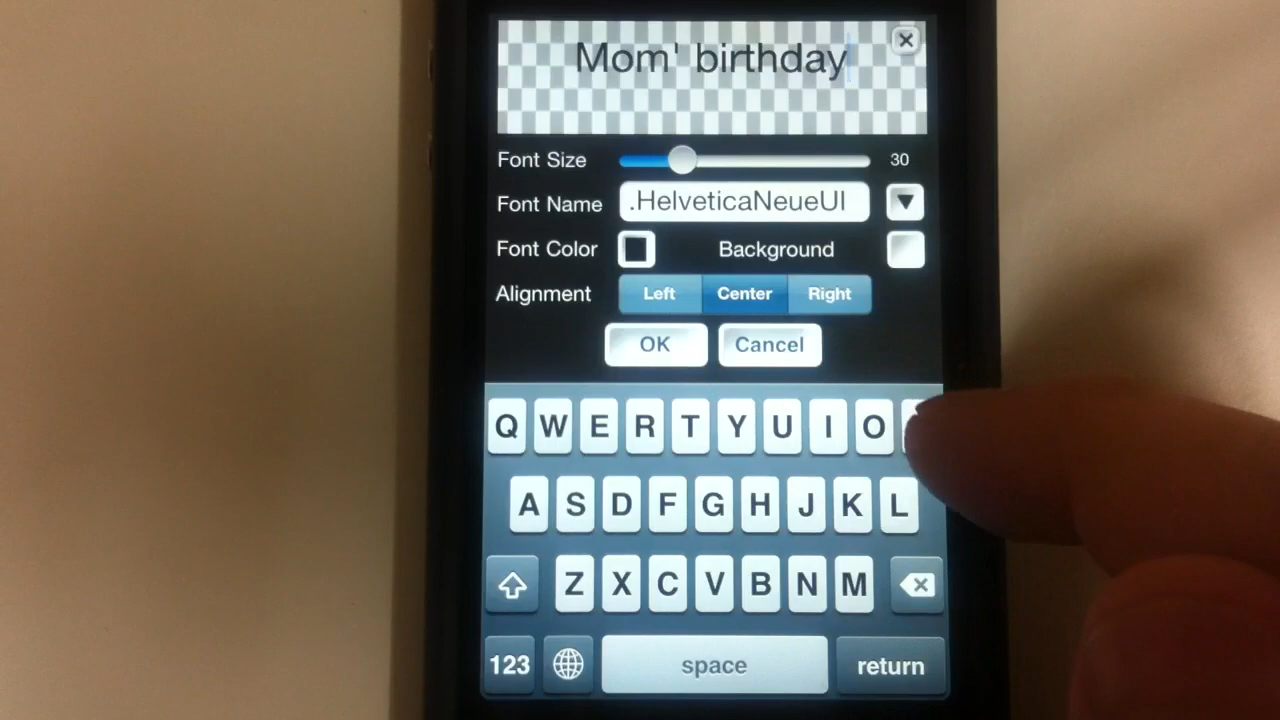 Mom' birthday
Font Size 30
Font Name .HelveticaNeueUI
Font Color Background
Alignment Left Center Right
OK Cancel
Q W E R T Y U I O
A S D F G H J K L
Z X C V B N M
123 space return